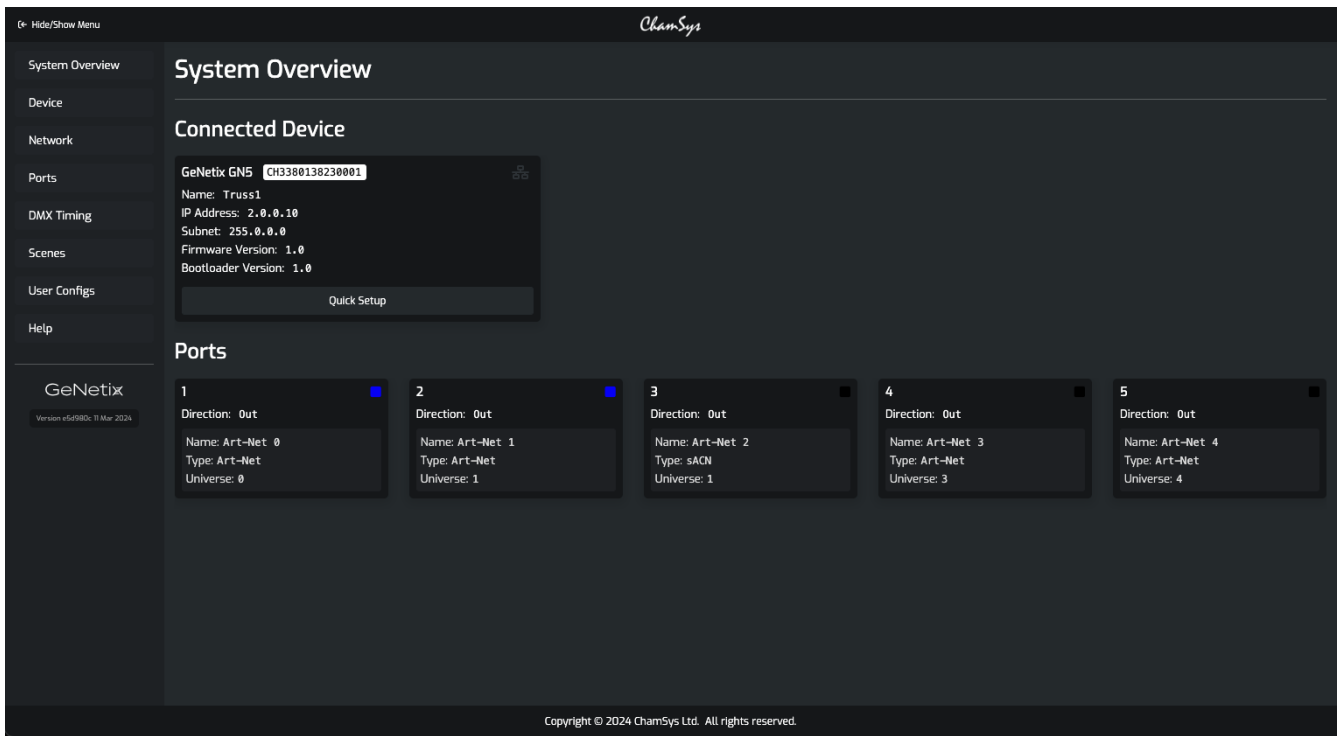 Hide/Show Menu
ChamSys
System Overview
Device
Network
Ports
DMX Timing
Scenes
User Configs
Help
GeNetix
Version e5d980c 11 Mar 2024
System Overview
Connected Device
GeNetix GN5 CH3380138230001
Name: Truss1
IP Address: 2.0.0.10
Subnet: 255.0.0.0
Firmware Version: 1.0
Bootloader Version: 1.0
Quick Setup
Ports
1
Direction: Out
Name: Art-Net 0
Type: Art-Net
Universe: 0
2
Direction: Out
Name: Art-Net 1
Type: Art-Net
Universe: 1
3
Direction: Out
Name: Art-Net 2
Type: sACN
Universe: 1
4
Direction: Out
Name: Art-Net 3
Type: Art-Net
Universe: 3
5
Direction: Out
Name: Art-Net 4
Type: Art-Net
Universe: 4
Copyright © 2024 ChamSys Ltd. All rights reserved.